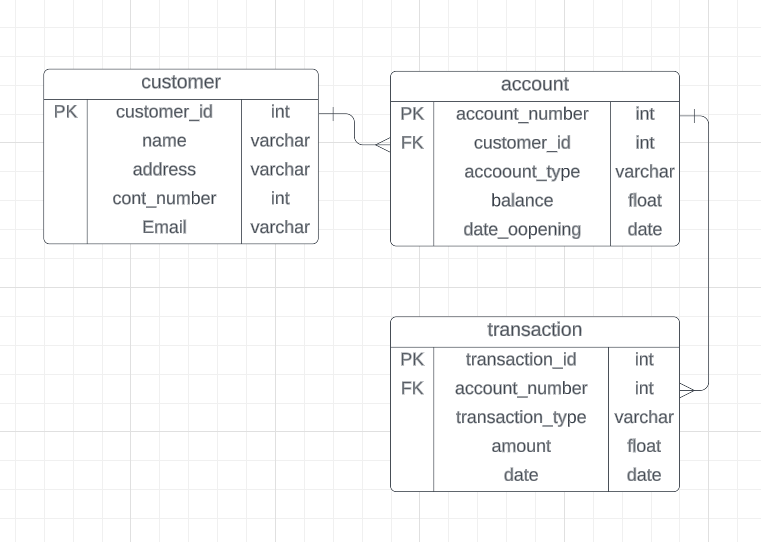 customer
PK customer_id int
name varchar
address varchar
cont_number int
Email varchar
account
PK account_number int
FK customer_id int
accoount_type varchar
balance float
date_oopening date
transaction
PK transaction_id int
FK account_number int
transaction_type varchar
amount float
date date